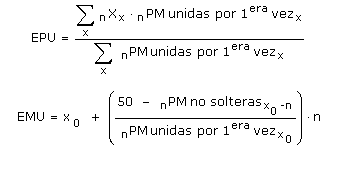 EPU = ∑x nXx · nPM unidas por 1era vezx / ∑x nPM unidas por 1era vezx
EMU = x0 + ( 50 – nPM no solterasx0-n / nPM unidas por 1era vezx0 ) · n